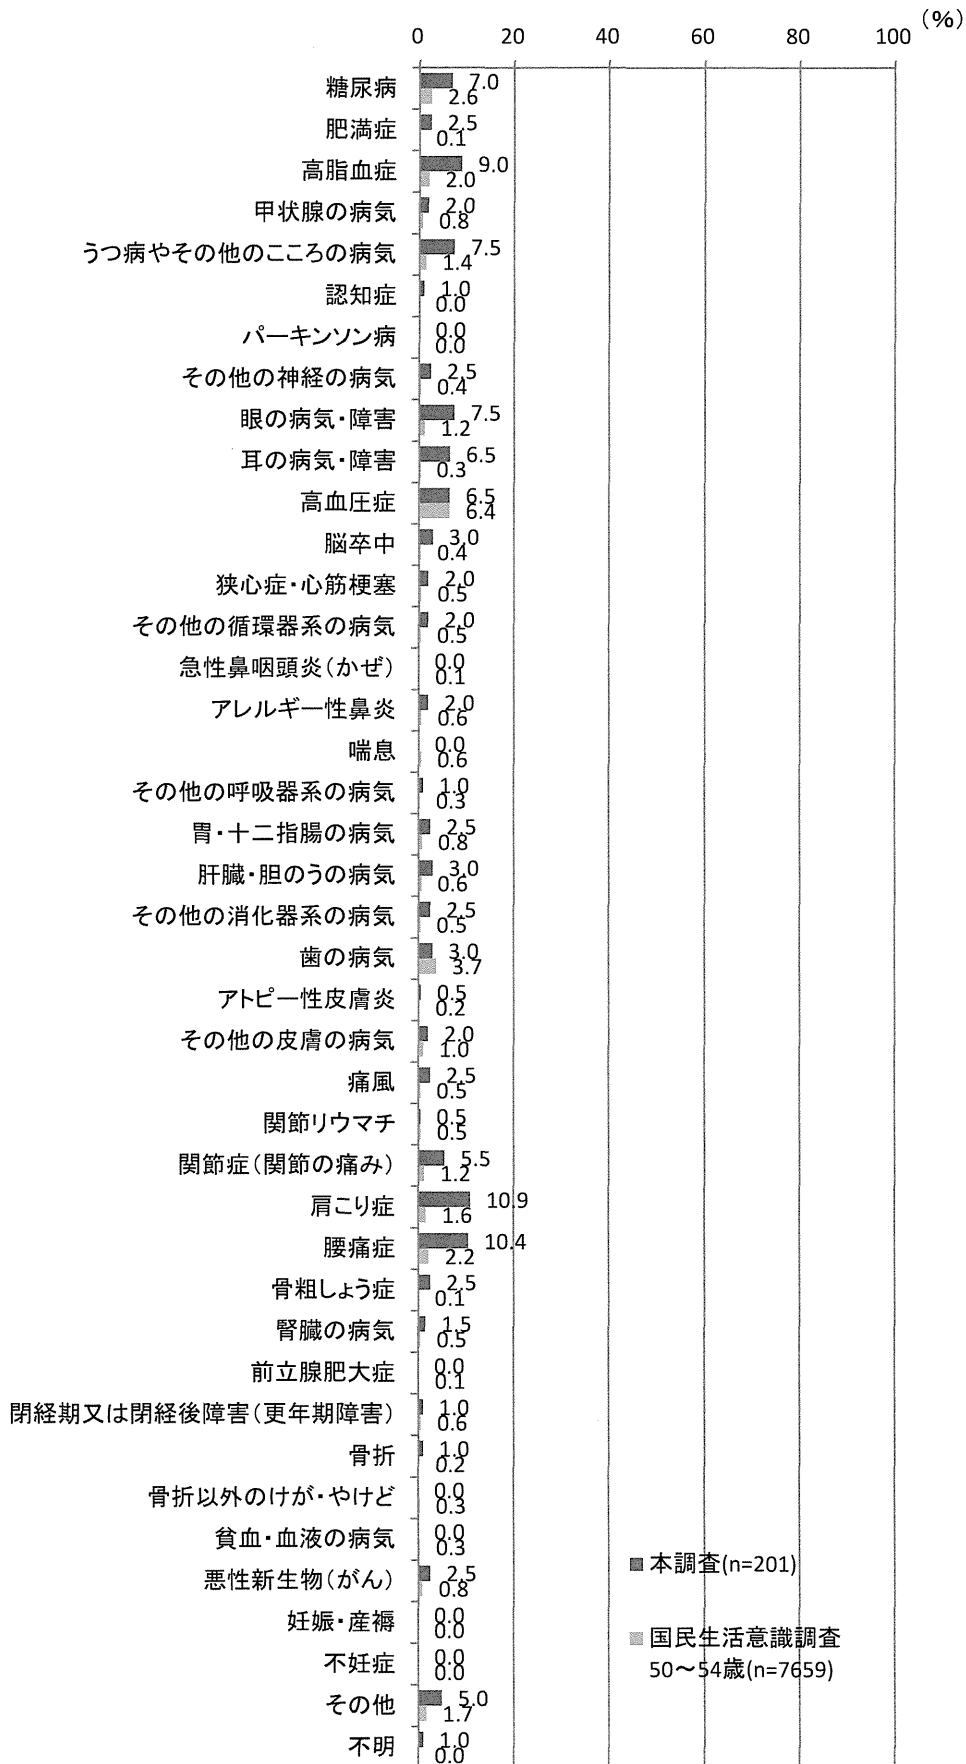 (%)
0 20 40 60 80 100
糖尿病 7.0 2.6
肥満症 2.5 0.1
高脂血症 9.0 2.0
甲状腺の病気 2.0 0.8
うつ病やその他のこころの病気 7.5 1.4
認知症 1.0 0.0
パーキンソン病 0.0 0.0
その他の神経の病気 2.5 0.4
眼の病気・障害 7.5 1.2
耳の病気・障害 6.5 0.3
高血圧症 6.5 6.4
脳卒中 3.0 0.4
狭心症・心筋梗塞 2.0 0.5
その他の循環器系の病気 2.0 0.5
急性鼻咽頭炎(かぜ) 0.0 0.1
アレルギー性鼻炎 2.0 0.6
喘息 0.0 0.6
その他の呼吸器系の病気 1.0 0.3
胃・十二指腸の病気 2.5 0.8
肝臓・胆のうの病気 3.0 0.6
その他の消化器系の病気 2.5 0.5
歯の病気 3.0 3.7
アトピー性皮膚炎 0.5 0.2
その他の皮膚の病気 2.0 1.0
痛風 2.5 0.5
関節リウマチ 0.5 0.5
関節症(関節の痛み) 5.5 1.2
肩こり症 10.9 1.6
腰痛症 10.4 2.2
骨粗しょう症 2.5 0.1
腎臓の病気 1.5 0.5
前立腺肥大症 0.0 0.1
閉経期又は閉経後障害(更年期障害) 1.0 0.6
骨折 1.0 0.2
骨折以外のけが・やけど 0.0 0.3
貧血・血液の病気 0.0 0.3
悪性新生物(がん) 2.5 0.8
妊娠・産褥 0.0 0.0
不妊症 0.0 0.0
その他 5.0 1.7
不明 1.0 0.0
本調査(n=201)
国民生活意識調査
50～54歳(n=7659)